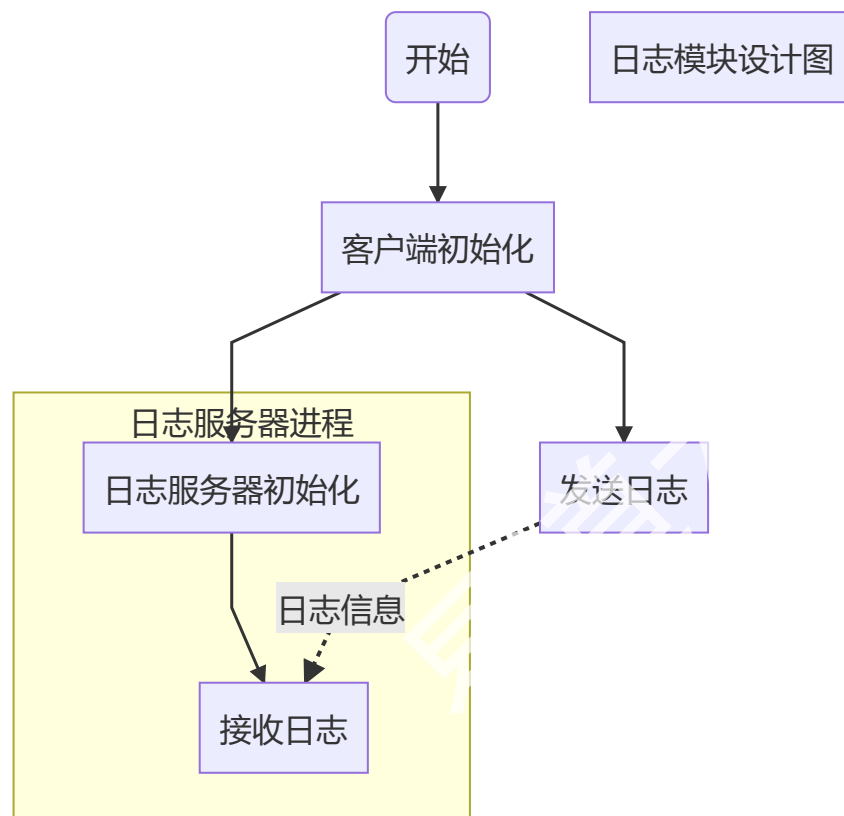 开始
日志模块设计图
客户端初始化
日志服务器进程
日志服务器初始化
发送日志
日志信息
接收日志